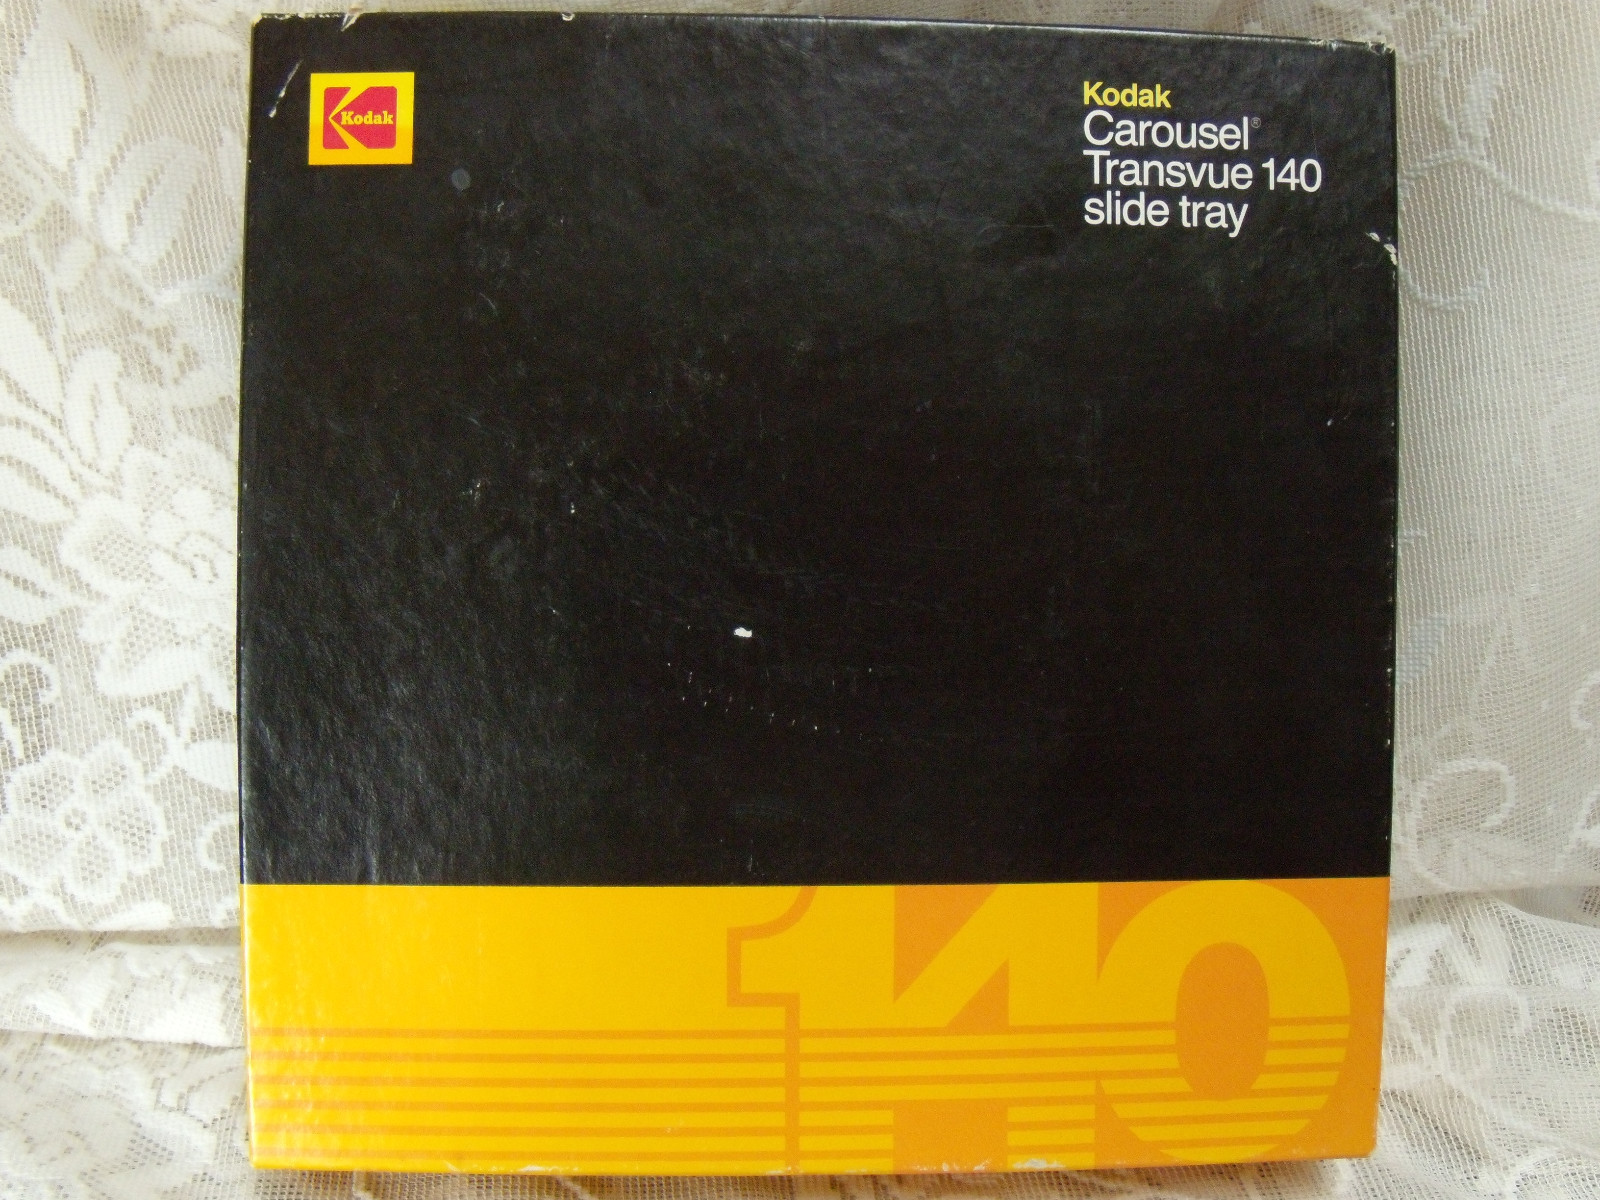 Kodak
Kodak
Carousel®
Transvue 140
slide tray
140